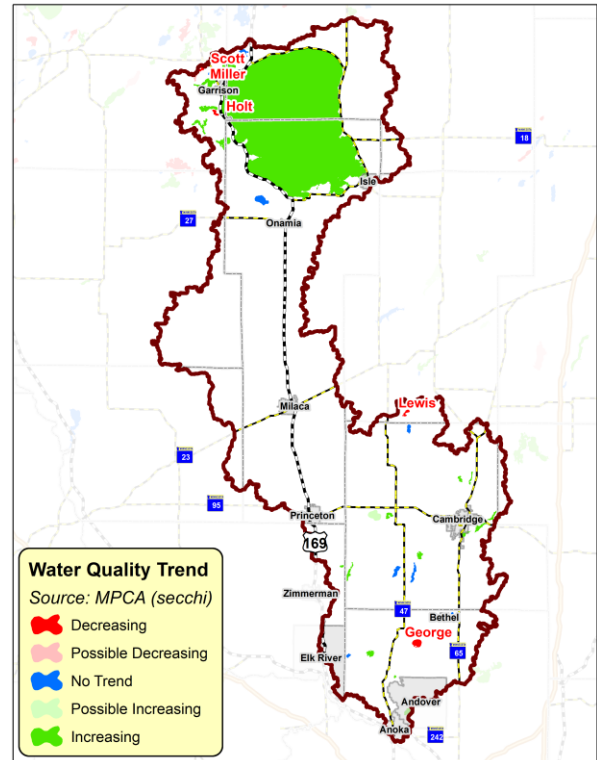 Scott
Miller
Garrison
Holt
18
Isle
27
Onamia
Lewis
Milaca
23
95
Princeton
Cambridge
169
Water Quality Trend
Source: MPCA (secchi)
Decreasing
Possible Decreasing
No Trend
Possible Increasing
Increasing
Zimmerman
47
Bethel
George
65
Elk River
Andover
Anoka
242